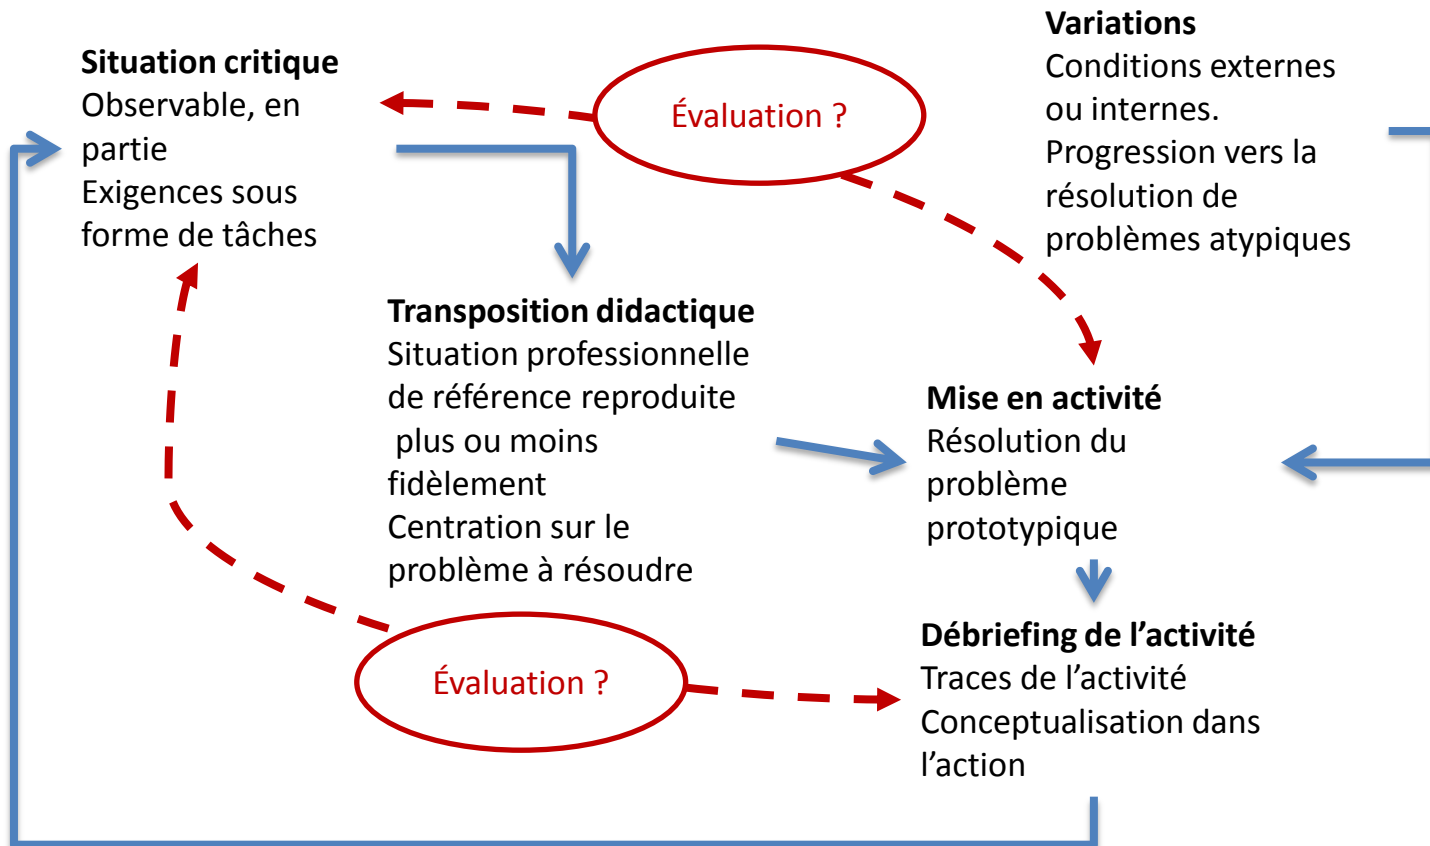 Situation critique
Observable, en
partie
Exigences sous
forme de tâches
Évaluation ?
Variations
Conditions externes
ou internes.
Progression vers la
résolution de
problèmes atypiques
Transposition didactique
Situation professionnelle
de référence reproduite
plus ou moins
fidèlement
Centration sur le
problème à résoudre
Mise en activité
Résolution du
problème
prototypique
Évaluation ?
Débriefing de l’activité
Traces de l’activité
Conceptualisation dans
l’action